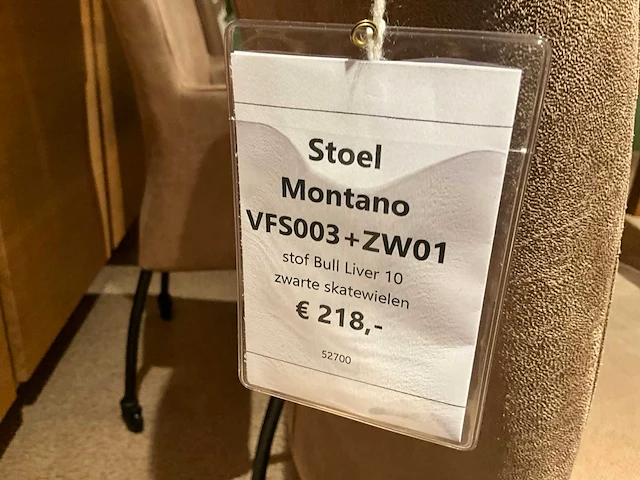 Stoel
Montano
VFS003+ZW01
stof Bull Liver 10
zwarte skatewielen
€ 218,-
52700